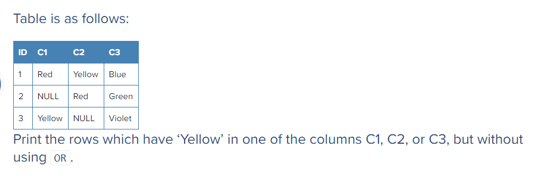 Table is as follows:
ID C1 C2 C3
1 Red Yellow Blue
2 NULL Red Green
3 Yellow NULL Violet
Print the rows which have ‘Yellow’ in one of the columns C1, C2, or C3, but without
using OR .